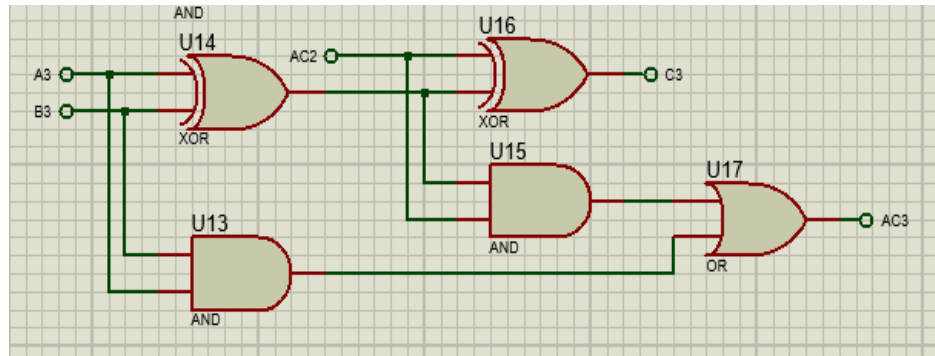 AND
U14
U16
AC2
A3
C3
B3
XOR
XOR
U15
U17
U13
AC3
AND
OR
AND